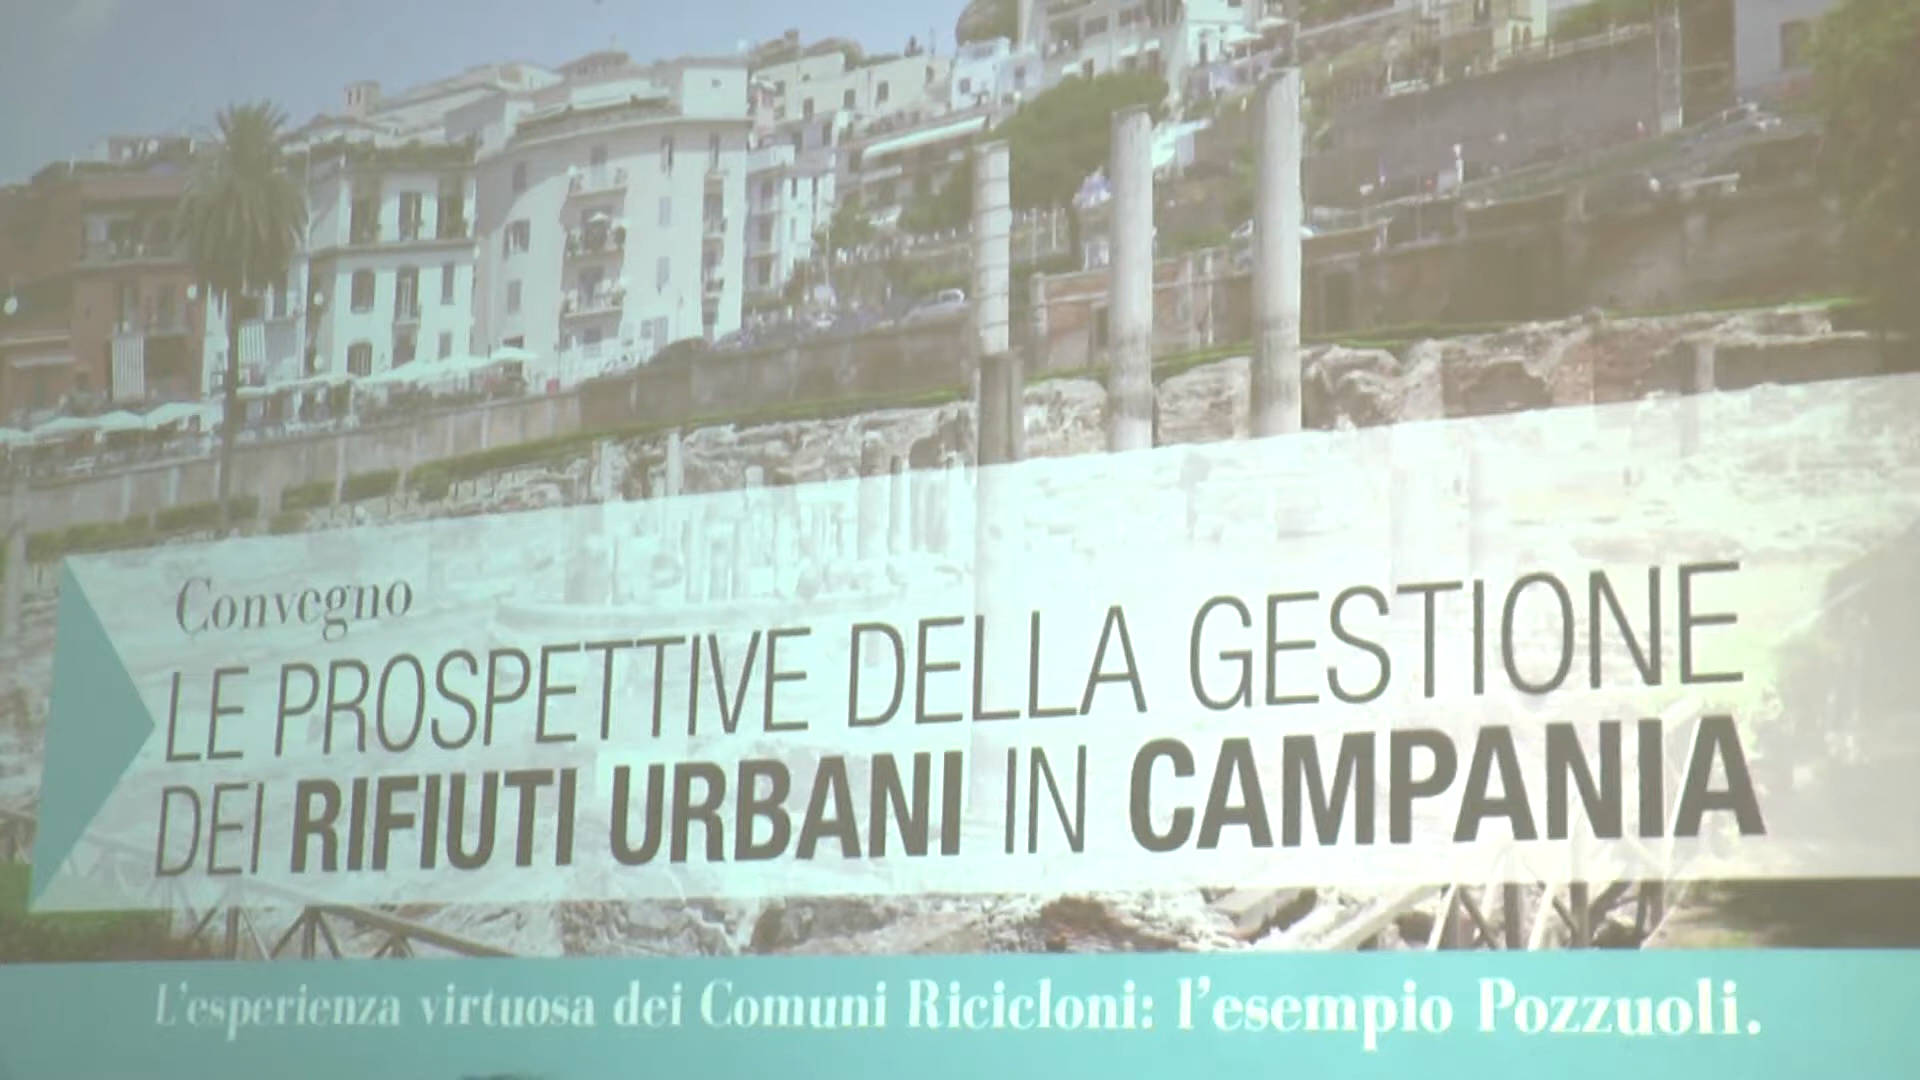 Convegno
LE PROSPETTIVE DELLA GESTIONE
DEI RIFIUTI URBANI IN CAMPANIA
L'esperienza virtuosa dei Comuni Ricicloni: l'esempio Pozzuoli.